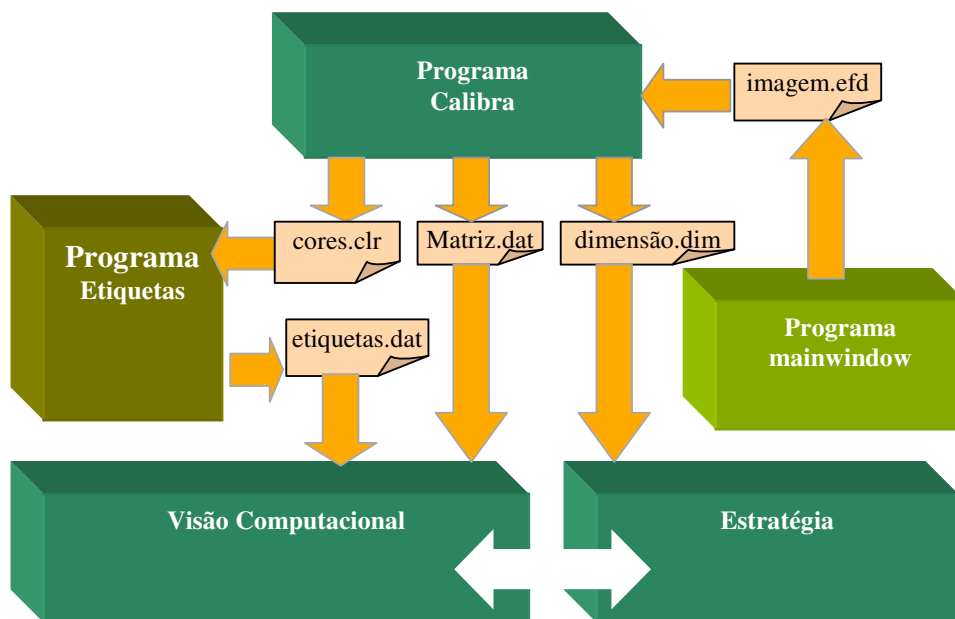 Programa
Calibra
imagem.efd
cores.clr
Matriz.dat
dimensão.dim
Programa
Etiquetas
etiquetas.dat
Programa
mainwindow
Visão Computacional
Estratégia